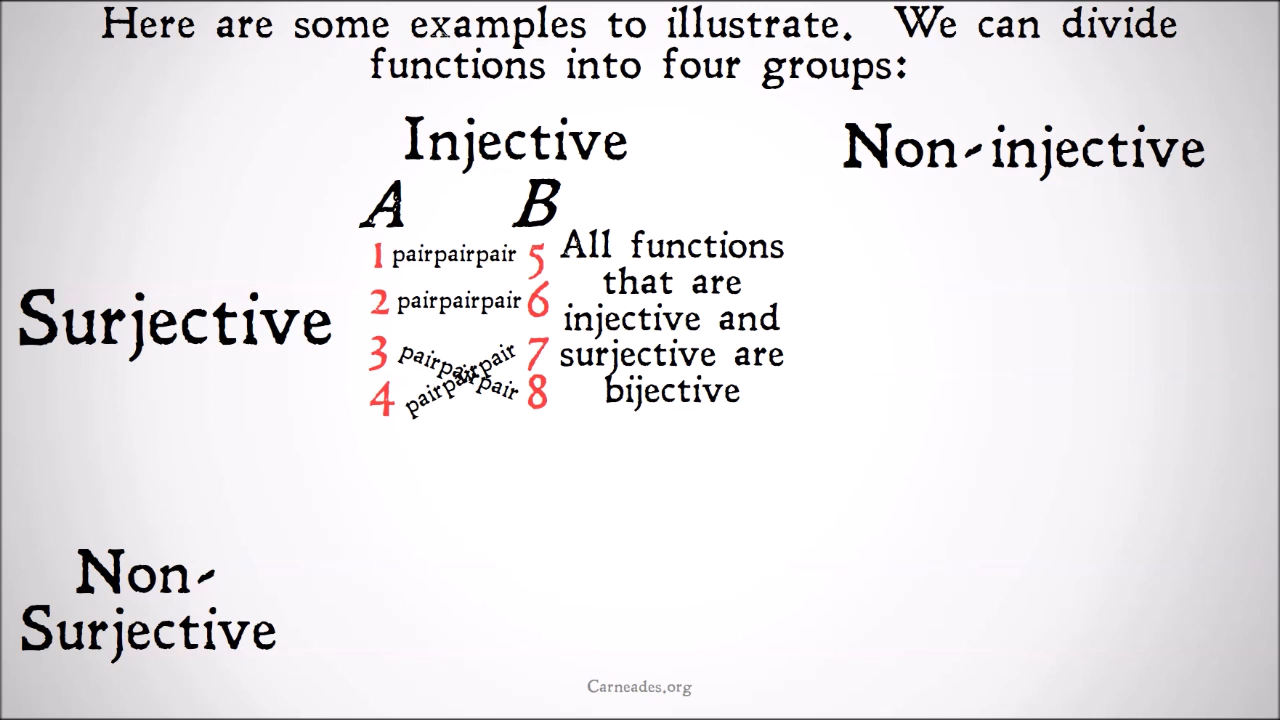 Here are some examples to illustrate. We can divide
functions into four groups:
Injective
Non-injective
A B
1 pairpairpair 5
2 pairpairpair 6
3 pairpairpair 7
4 pairpairpair 8
All functions
that are
injective and
surjective are
bijective
Surjective
Non-
Surjective
Carneades.org